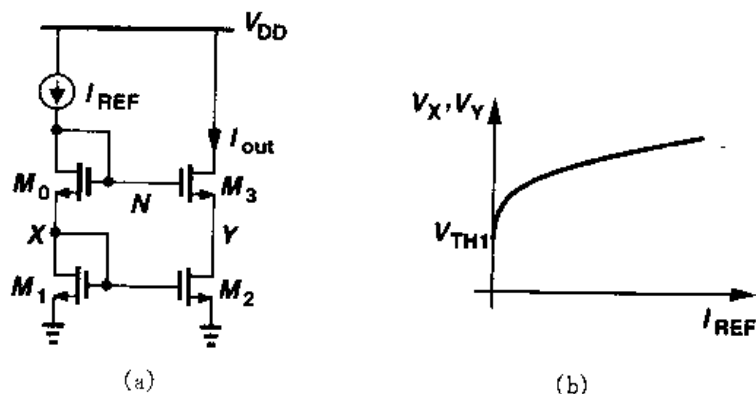 V_DD
I_REF
I_out
M_0
N
M_3
X
Y
M_1
M_2
(a)
V_X, V_Y
V_TH1
I_REF
(b)